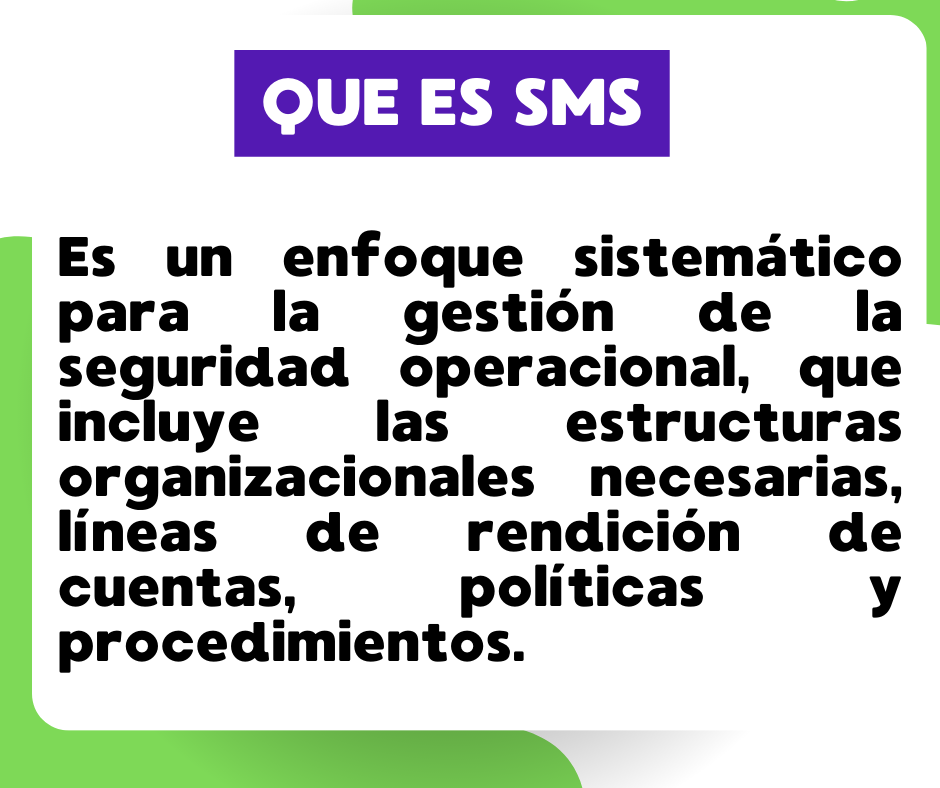 QUE ES SMS
Es un enfoque sistemático
para la gestión de la
seguridad operacional, que
incluye las estructuras
organizacionales necesarias,
líneas de rendición de
cuentas, políticas y
procedimientos.